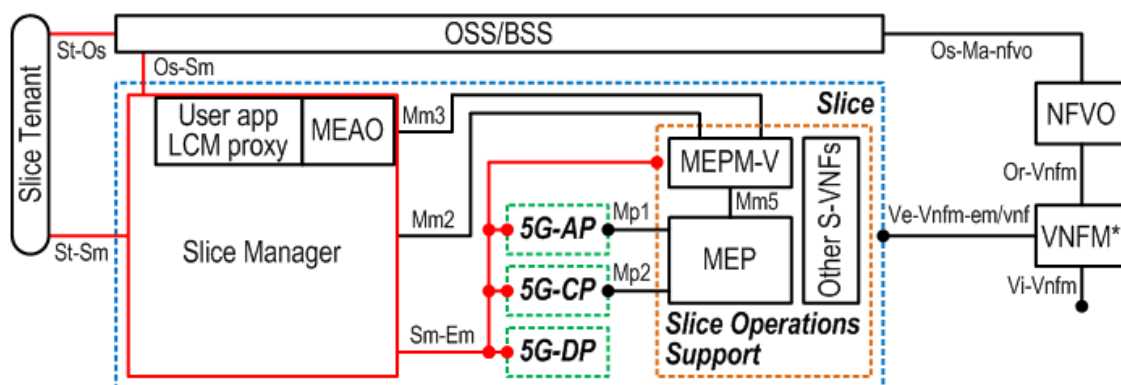 OSS/BSS
St-Os
Os-Ma-nfvo
Os-Sm
Slice Tenant
User app
LCM proxy
MEAO
Mm3
Slice
NFVO
MEPM-V
Other S-VNFs
Or-Vnfm
Mm5
Mp1
Mm2
5G-AP
Ve-Vnfm-em/vnf
VNFM*
St-Sm
Slice Manager
MEP
Mp2
5G-CP
Vi-Vnfm
Slice Operations
Support
Sm-Em
5G-DP